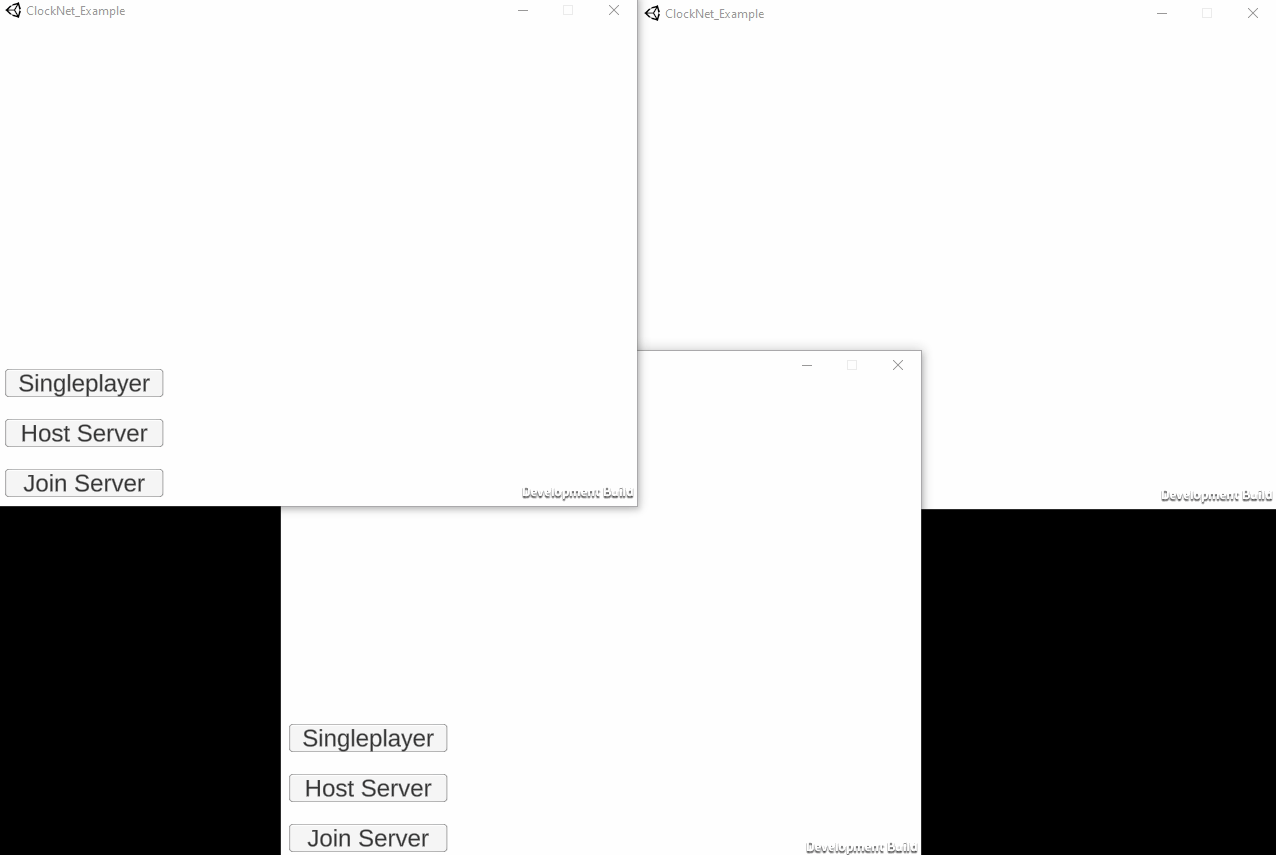 ClockNet_Example
ClockNet_Example
Singleplayer
Host Server
Join Server
Development Build
Development Build
Singleplayer
Host Server
Join Server
Development Build